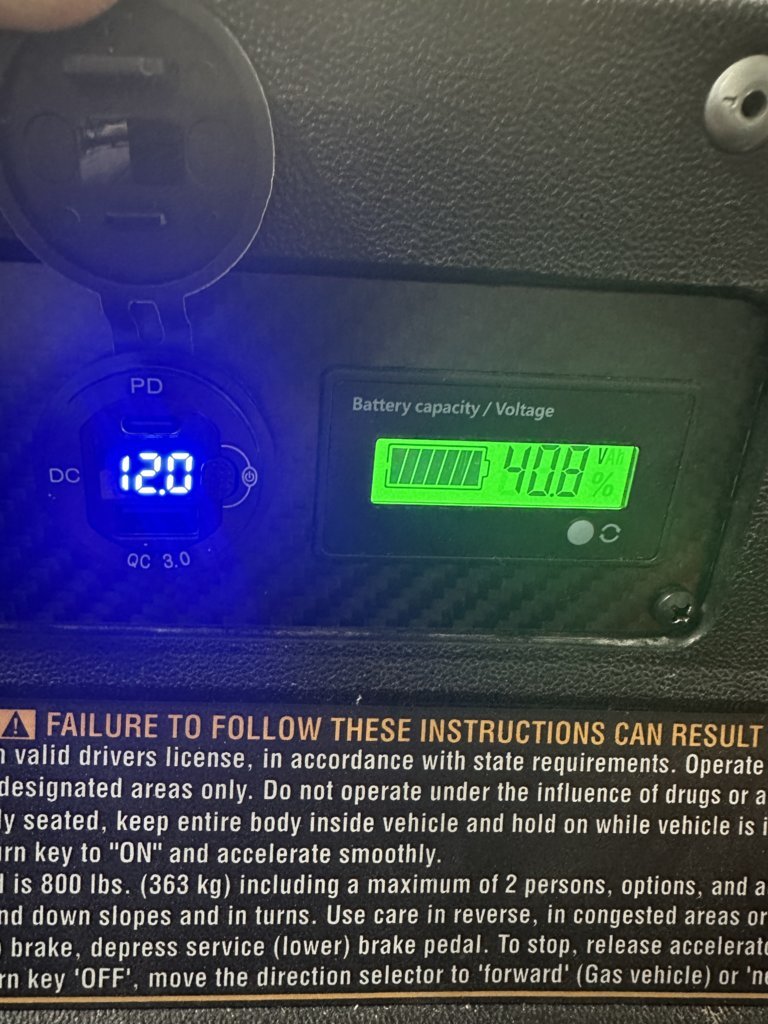 PD
DC
12.0
QC 3.0
Battery capacity / Voltage
40.8 VAh
%
FAILURE TO FOLLOW THESE INSTRUCTIONS CAN RESULT
valid drivers license, in accordance with state requirements. Operate
designated areas only. Do not operate under the influence of drugs or a
ly seated, keep entire body inside vehicle and hold on while vehicle is i
urn key to "ON" and accelerate smoothly.
is 800 lbs. (363 kg) including a maximum of 2 persons, options, and a
nd down slopes and in turns. Use care in reverse, in congested areas or
brake, depress service (lower) brake pedal. To stop, release accelerat
rn key 'OFF', move the direction selector to 'forward' (Gas vehicle) or 'ne